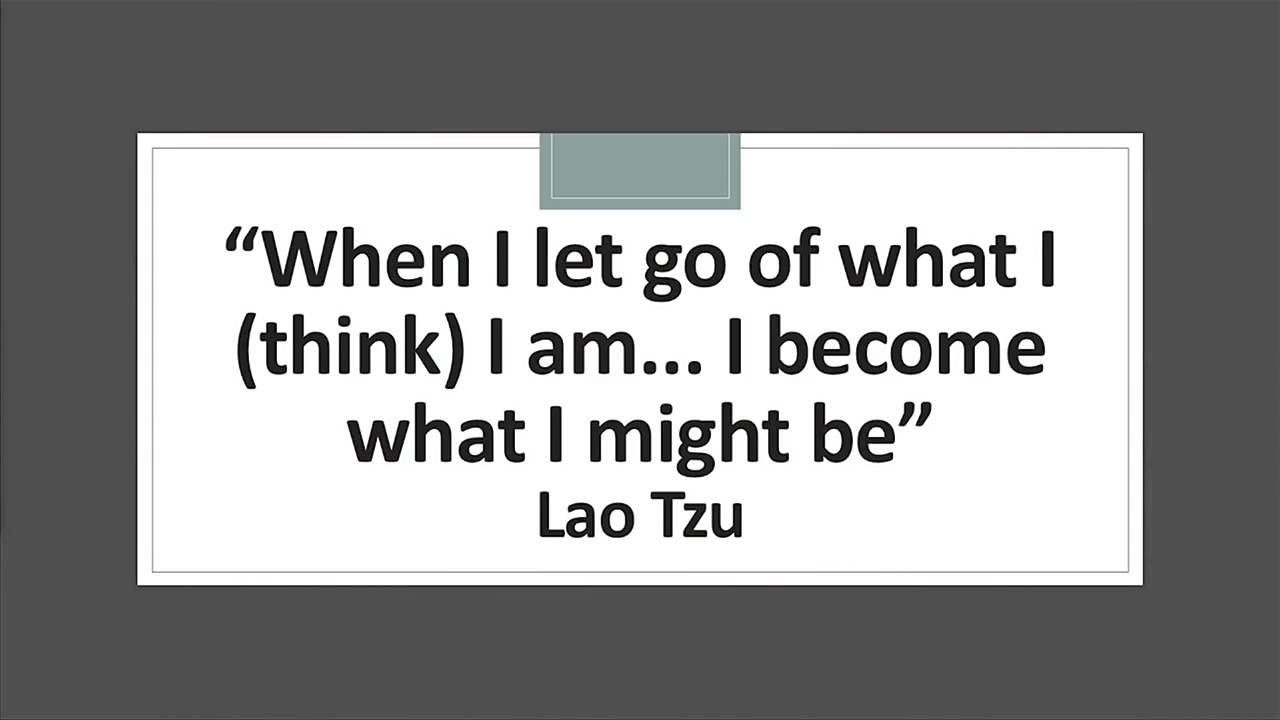 “When I let go of what I
(think) I am... I become
what I might be”
Lao Tzu